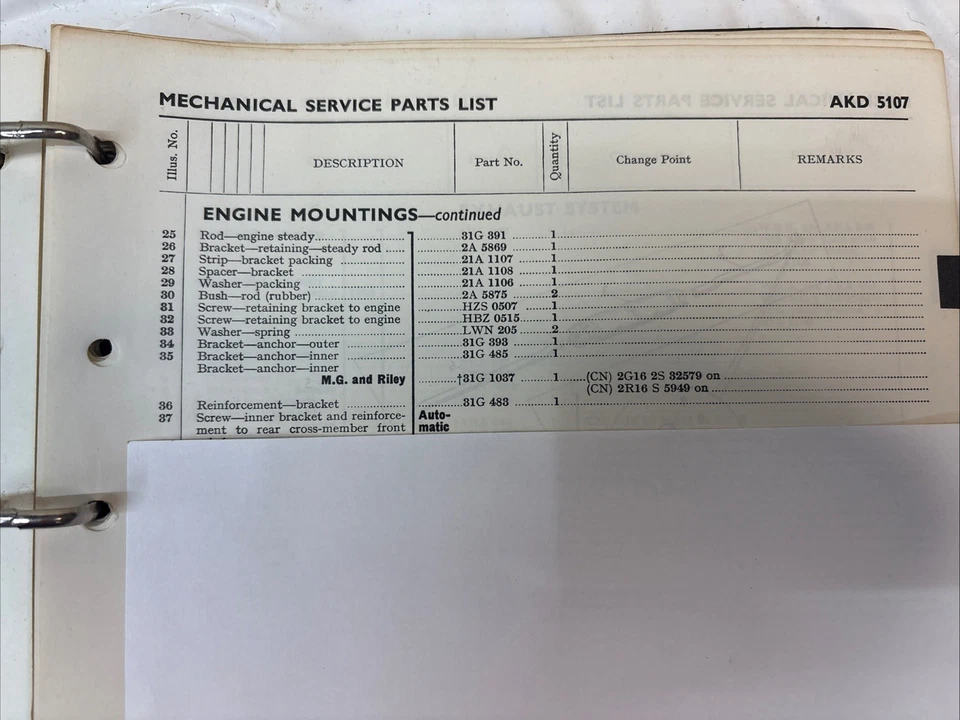 MECHANICAL SERVICE PARTS LIST AKD 5107
Illus. No. DESCRIPTION Part No. Quantity Change Point REMARKS
ENGINE MOUNTINGS—continued
25 Rod—engine steady 31G 391 1
26 Bracket—retaining—steady rod 2A 5869 1
27 Strip—bracket packing 21A 1107 1
28 Spacer—bracket 21A 1108 1
29 Washer—packing 21A 1106 1
30 Bush—rod (rubber) 2A 5875 2
31 Screw—retaining bracket to engine HZS 0507 1
32 Screw—retaining bracket to engine HBZ 0515 1
33 Washer—spring LWN 205 2
34 Bracket—anchor—outer 31G 393 1
35 Bracket—anchor—inner 31G 485 1
Bracket—anchor—inner
M.G. and Riley †31G 1037 1 (CN) 2G16 2S 32579 on
(CN) 2R16 S 5949 on
36 Reinforcement—bracket 31G 483 1
37 Screw—inner bracket and reinforce- Auto-
ment to rear cross-member front matic